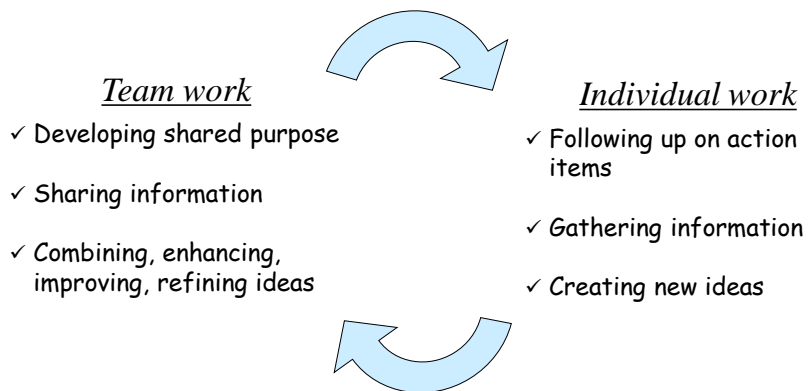 Team work
✓ Developing shared purpose
✓ Sharing information
✓ Combining, enhancing,
improving, refining ideas
Individual work
✓ Following up on action
items
✓ Gathering information
✓ Creating new ideas